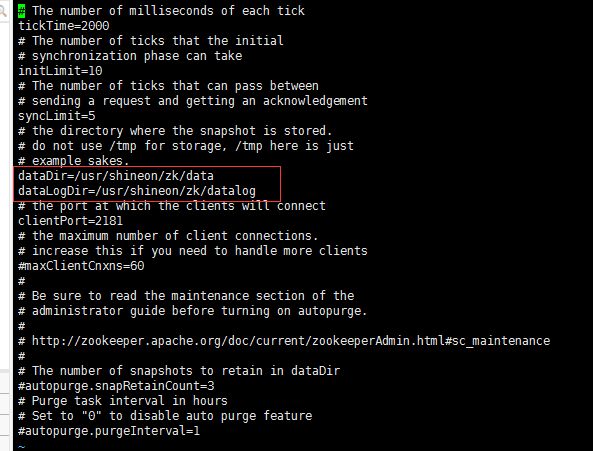 # The number of milliseconds of each tick
tickTime=2000
# The number of ticks that the initial
# synchronization phase can take
initLimit=10
# The number of ticks that can pass between
# sending a request and getting an acknowledgement
syncLimit=5
# the directory where the snapshot is stored.
# do not use /tmp for storage, /tmp here is just
# example sakes.
dataDir=/usr/shineon/zk/data
dataLogDir=/usr/shineon/zk/datalog
# the port at which the clients will connect
clientPort=2181
# the maximum number of client connections.
# increase this if you need to handle more clients
#maxClientCnxns=60
#
# Be sure to read the maintenance section of the
# administrator guide before turning on autopurge.
#
# http://zookeeper.apache.org/doc/current/zookeeperAdmin.html#sc_maintenance
#
# The number of snapshots to retain in dataDir
#autopurge.snapRetainCount=3
# Purge task interval in hours
# Set to "0" to disable auto purge feature
#autopurge.purgeInterval=1
~